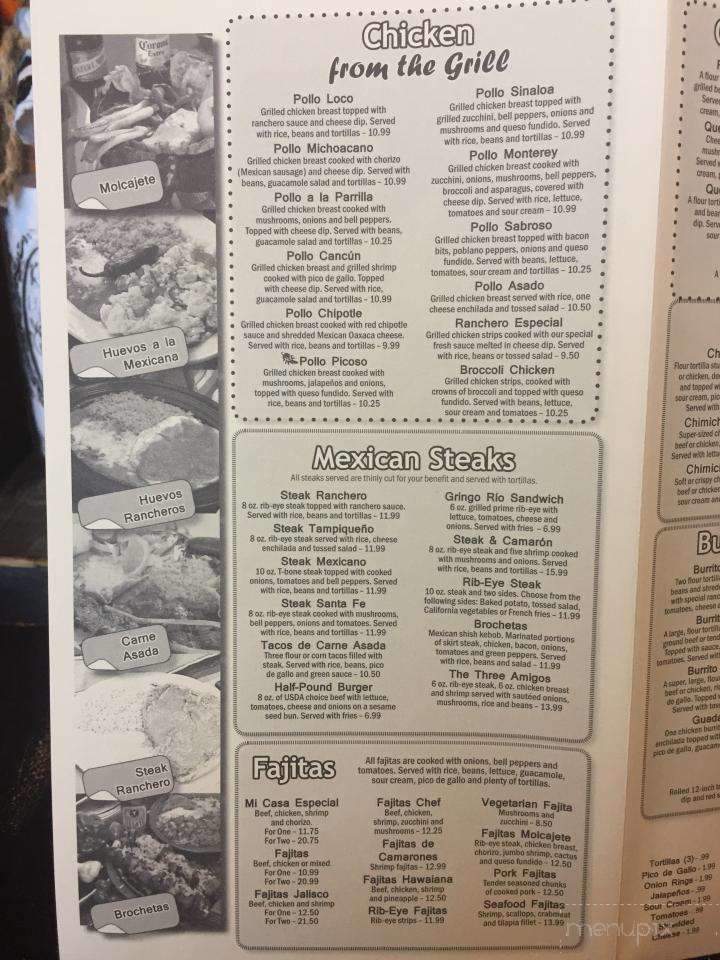 Corona
Extra
Molcajete
Huevos a la
Mexicana
Huevos
Rancheros
Carne
Asada
Steak
Ranchero
Brochetas
Chicken
from the Grill
Pollo Loco
Grilled chicken breast topped with
ranchero sauce and cheese dip. Served
with rice, beans and tortillas - 10.99
Pollo Michoacano
Grilled chicken breast cooked with chorizo
(Mexican sausage) and cheese dip. Served with
beans, guacamole salad and tortillas - 10.99
Pollo a la Parrilla
Grilled chicken breast cooked with
mushrooms, onions and bell peppers.
Topped with cheese dip. Served with beans,
guacamole salad and tortillas - 10.25
Pollo Cancún
Grilled chicken breast and grilled shrimp
cooked with pico de gallo. Topped
with cheese dip. Served with rice,
guacamole salad and tortillas - 10.99
Pollo Chipotle
Grilled chicken breast cooked with red chipotle
sauce and shredded Mexican Oaxaca cheese.
Served with rice, beans and tortillas - 9.99
Pollo Picoso
Grilled chicken breast cooked with
mushrooms, jalapeños and onions,
topped with queso fundido. Served with
rice, beans and tortillas - 10.25
Pollo Sinaloa
Grilled chicken breast topped with
grilled zucchini, bell peppers, onions and
mushrooms and queso fundido. Served
with rice, beans and tortillas - 10.99
Pollo Monterey
Grilled chicken breast cooked with
zucchini, onions, mushrooms, bell peppers,
broccoli and asparagus, covered with
cheese dip. Served with rice, lettuce,
tomatoes and sour cream - 10.99
Pollo Sabroso
Grilled chicken breast topped with bacon
bits, poblano peppers, onions and queso
fundido. Served with beans, lettuce,
tomatoes, sour cream and tortillas - 10.25
Pollo Asado
Grilled chicken breast served with rice, one
cheese enchilada and tossed salad - 10.50
Ranchero Especial
Grilled chicken strips cooked with our special
fresh sauce melted in cheese dip. Served
with rice, beans or tossed salad - 9.50
Broccoli Chicken
Grilled chicken strips, cooked with
crowns of broccoli and topped with queso
fundido. Served with beans, lettuce,
sour cream and tomatoes - 10.25
Mexican Steaks
All steaks served are thinly cut for your benefit and served with tortillas.
Steak Ranchero
8 oz. rib-eye steak topped with ranchero sauce.
Served with rice, beans and tortillas - 11.99
Steak Tampiqueño
8 oz. rib-eye steak served with rice, cheese
enchilada and tossed salad - 11.99
Steak Mexicano
10 oz. T-bone steak topped with cooked
onions, tomatoes and bell peppers. Served
with rice, beans and tortillas - 11.99
Steak Santa Fe
8 oz. rib-eye steak cooked with mushrooms,
bell peppers, onions and tomatoes. Served
with rice, beans and tortillas - 11.99
Tacos de Carne Asada
Three flour or corn tacos filled with
steak. Served with rice, beans, pico
de gallo and green sauce - 10.50
Half-Pound Burger
8 oz. of USDA choice beef with lettuce,
tomatoes, cheese and onions on a sesame
seed bun. Served with fries - 6.99
Gringo Río Sandwich
6 oz. grilled prime rib-eye with
lettuce, tomatoes, cheese and
onions. Served with fries - 6.99
Steak & Camarón
8 oz. rib-eye steak and five shrimp cooked
with mushrooms and onions. Served
with rice, beans and tortillas - 15.99
Rib-Eye Steak
10 oz. steak and two sides. Choose from the
following sides: Baked potato, tossed salad,
California vegetables or French fries - 11.99
Brochetas
Mexican shish kebob. Marinated portions
of skirt steak, chicken, bacon, onions,
tomatoes and green peppers. Served
with rice, beans and salad - 11.99
The Three Amigos
6 oz. rib-eye steak, 6 oz. chicken breast
and shrimp served with sautéed onions,
mushrooms, rice and beans - 13.99
Fajitas
All fajitas are cooked with onions, bell peppers and
tomatoes. Served with rice, beans, lettuce, guacamole,
sour cream, pico de gallo and plenty of tortillas.
Mi Casa Especial
Beef, chicken, shrimp
and chorizo.
For One - 11.75
For Two - 20.75
Fajitas
Beef, chicken or mixed
For One - 10.99
For Two - 20.99
Fajitas Jalisco
Beef, chicken and shrimp
For One - 12.50
For Two - 21.50
Fajitas Chef
Beef, chicken,
shrimp, zucchini and
mushrooms - 12.25
Fajitas de
Camarones
Shrimp fajitas - 12.99
Fajitas Hawaiana
Beef, chicken, shrimp
and pineapple - 12.50
Rib-Eye Fajitas
Rib-eye strips - 11.99
Vegetarian Fajita
Mushrooms and
zucchini - 8.50
Fajitas Molcajete
Rib-eye steak, chicken breast,
chorizo, jumbo shrimp, cactus
and queso fundido - 12.50
Pork Fajitas
Tender seasoned chunks
of cooked pork - 12.50
Seafood Fajitas
Shrimp, scallops, crabmeat
and tilapia fillet - 13.99
Tortillas (3)- .99
Pico de Gallo - 1.99
Onion Rings - 1.99
Jalapeños - .99
Sour Cream - 1.99
Tomatoes - .99
Cheese - 1.99